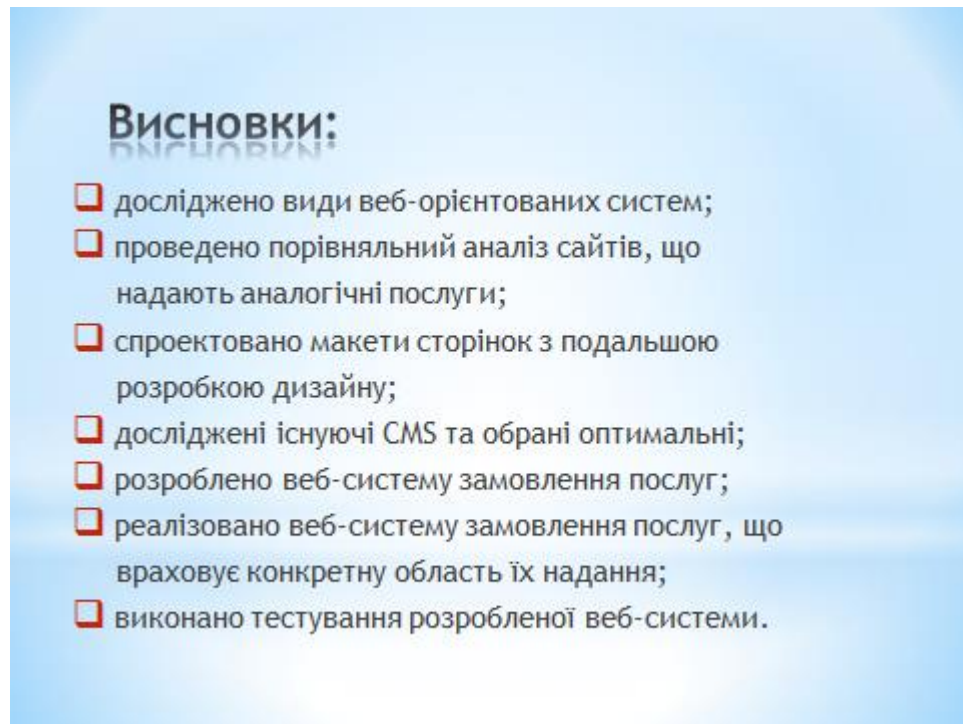 Висновки:
досліджено види веб-орієнтованих систем;
проведено порівняльний аналіз сайтів, що
надають аналогічні послуги;
спроектовано макети сторінок з подальшою
розробкою дизайну;
досліджені існуючі CMS та обрані оптимальні;
розроблено веб-систему замовлення послуг;
реалізовано веб-систему замовлення послуг, що
враховує конкретну область їх надання;
виконано тестування розробленої веб-системи.